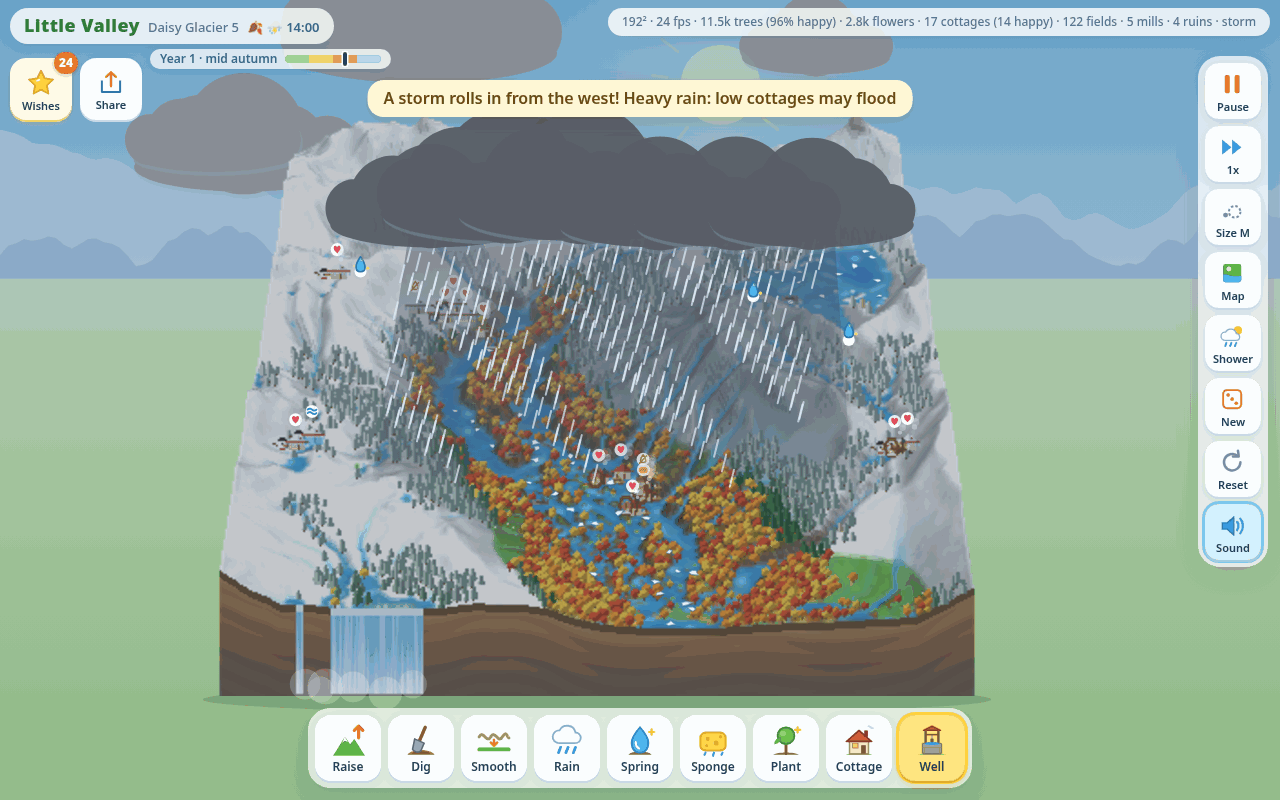 Little Valley Daisy Glacier 5 14:00
192² · 24 fps · 11.5k trees (96% happy) · 2.8k flowers · 17 cottages (14 happy) · 122 fields · 5 mills · 4 ruins · storm
Year 1 · mid autumn
24
Wishes
Share
A storm rolls in from the west! Heavy rain: low cottages may flood
Pause
1x
Size M
Map
Shower
New
Reset
Sound
Raise
Dig
Smooth
Rain
Spring
Sponge
Plant
Cottage
Well